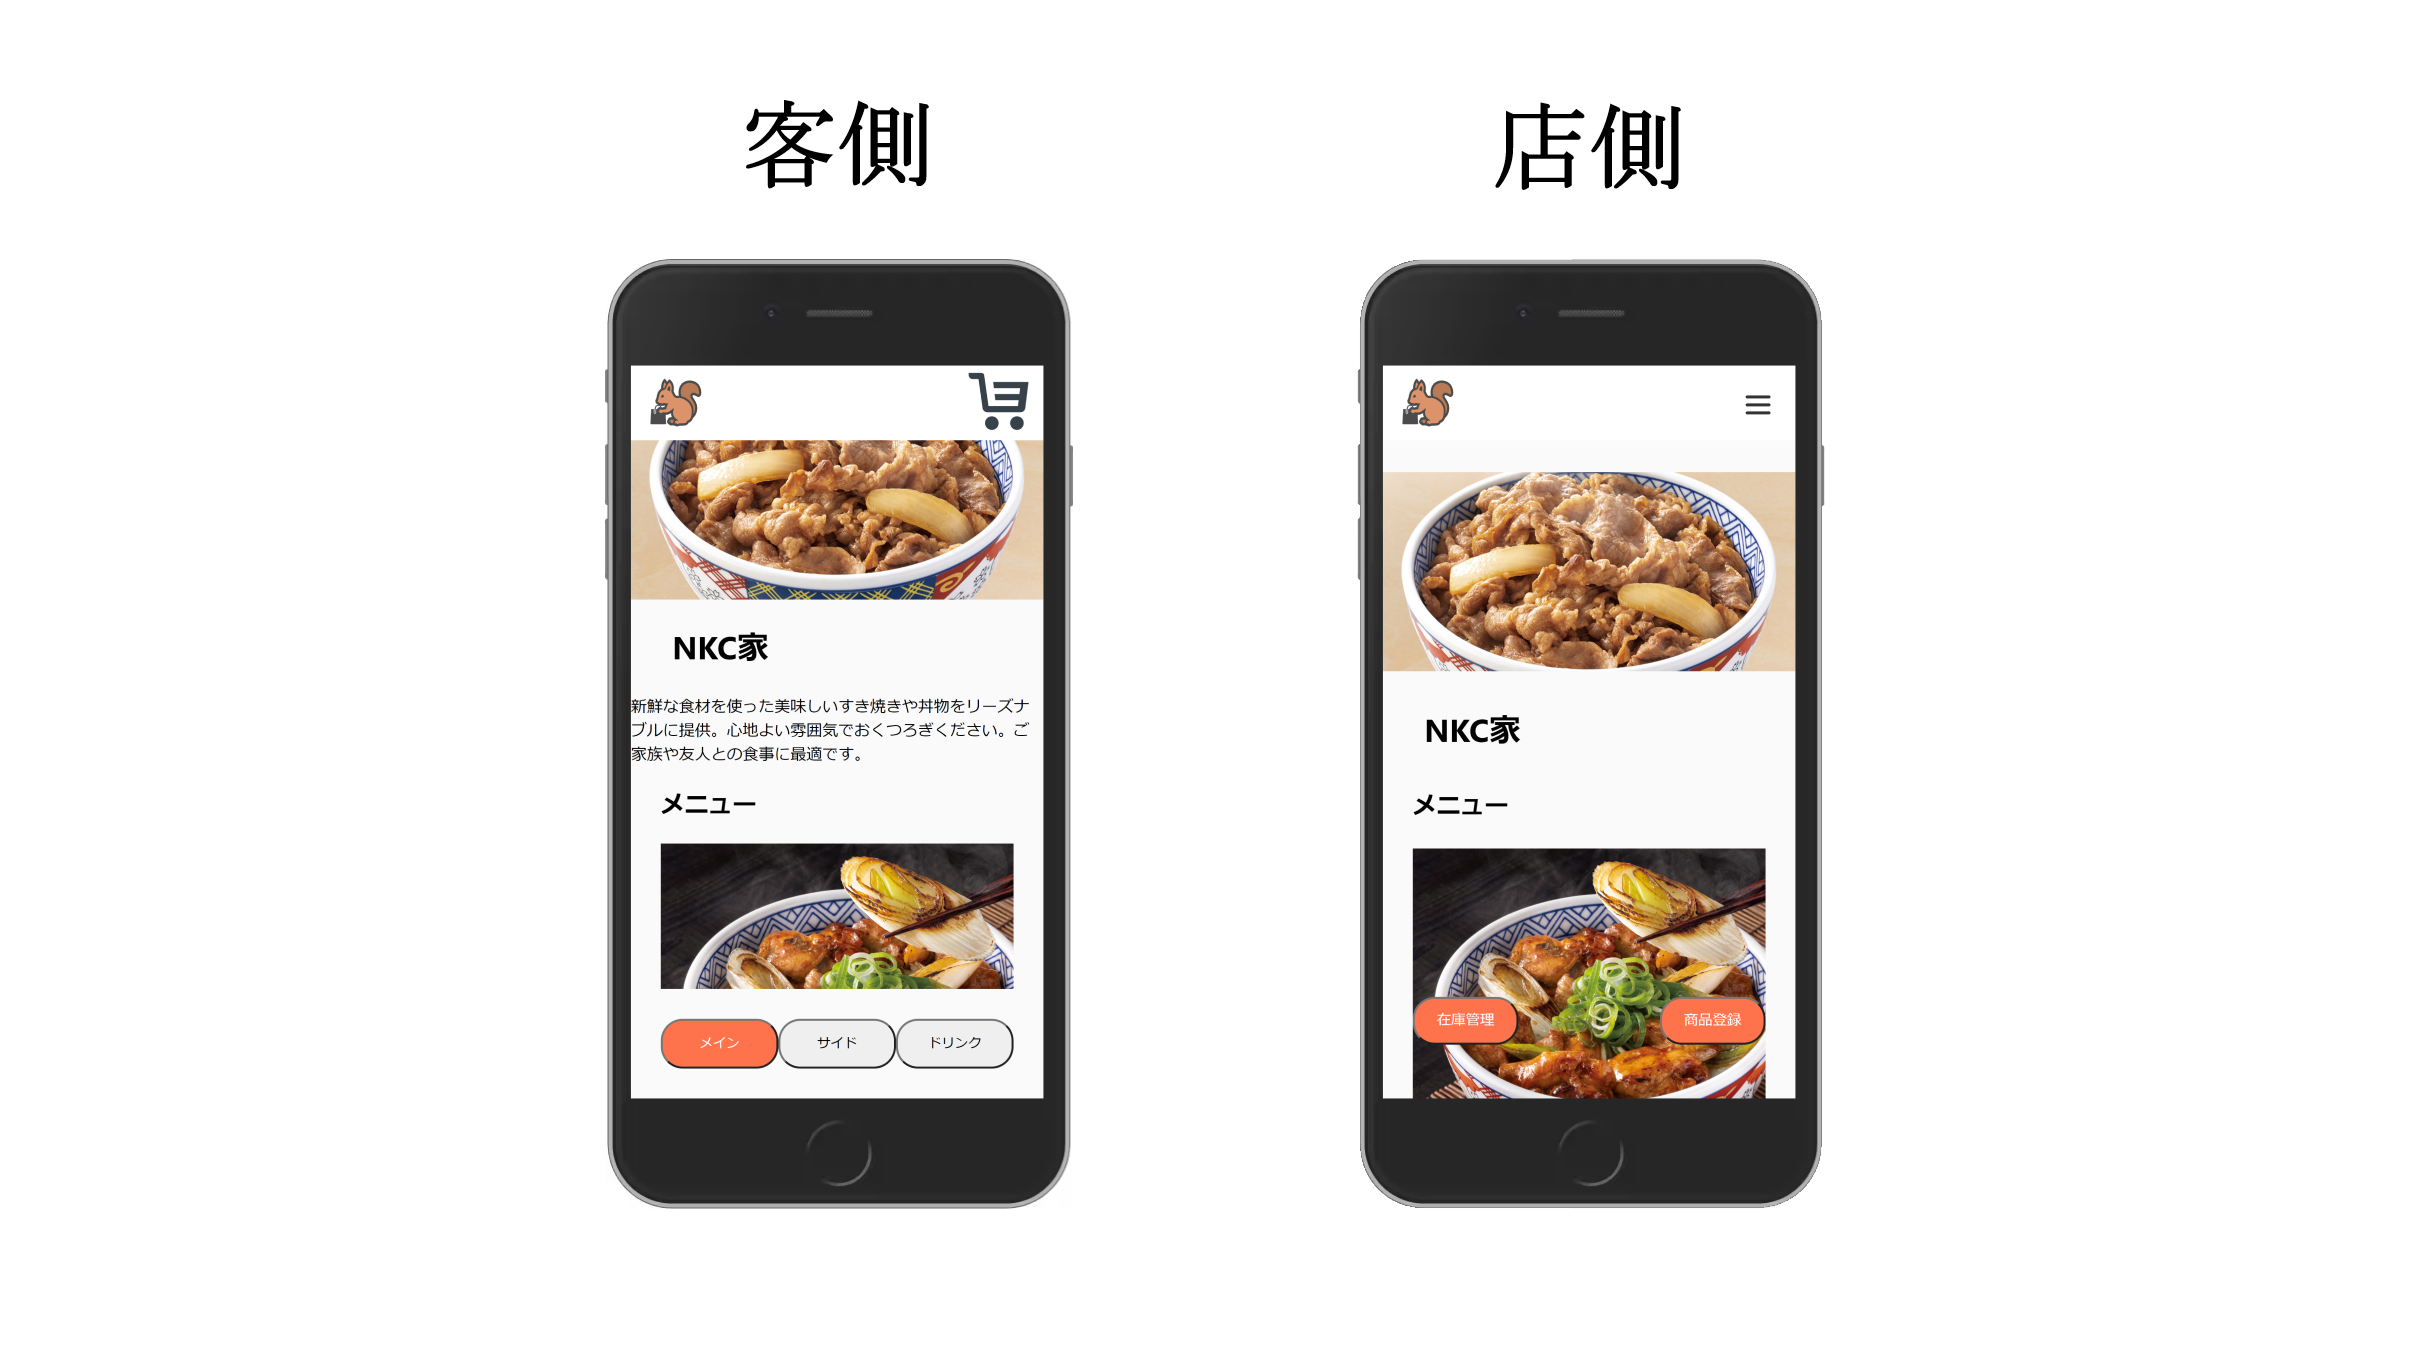 客側
店側
NKC家
新鮮な食材を使った美味しいすき焼きや丼物をリーズナ
ブルに提供。心地よい雰囲気でおくつろぎください。ご
家族や友人との食事に最適です。
メニュー
メイン
サイド
ドリンク
NKC家
メニュー
在庫管理
商品登録